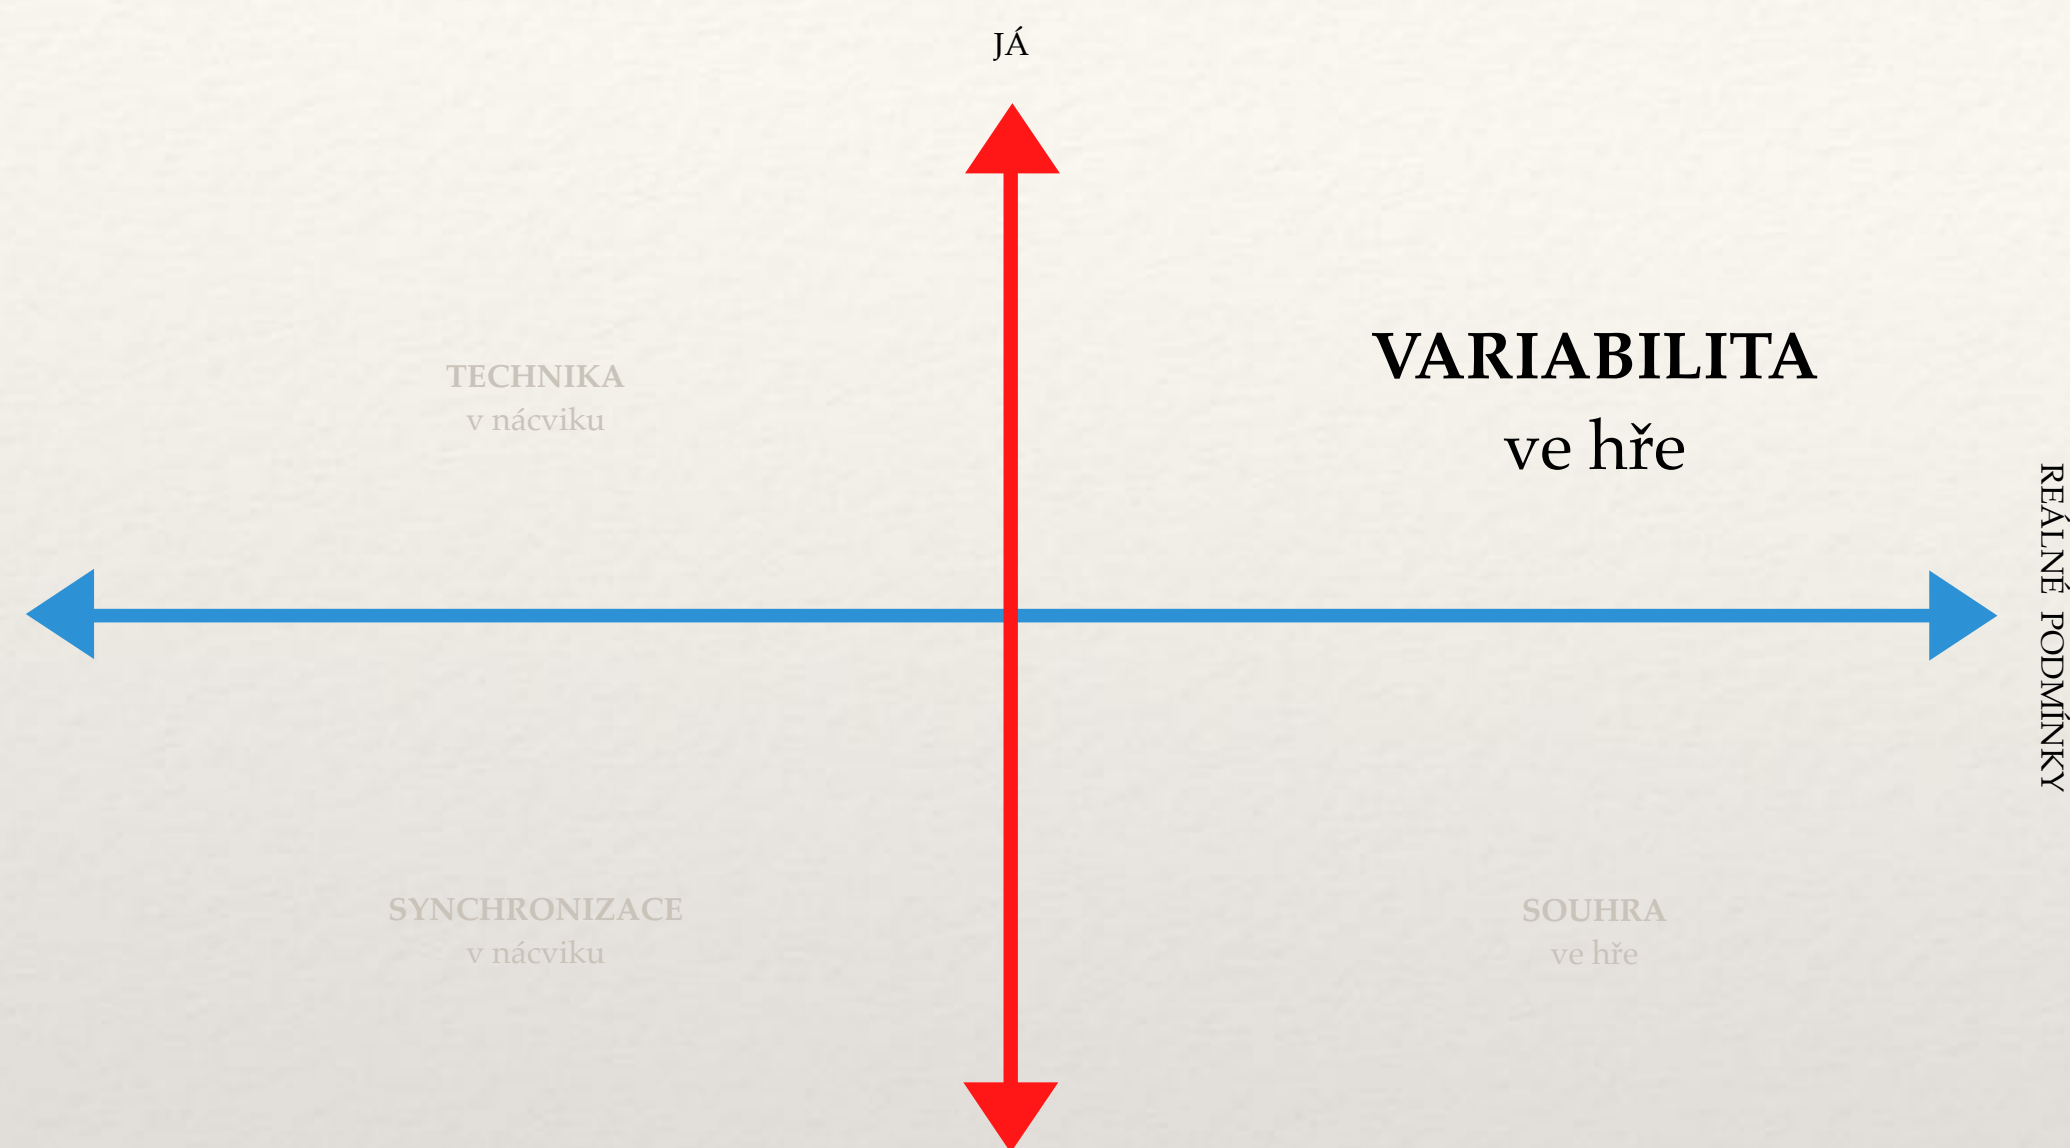 JÁ
TECHNIKA
v nácviku
VARIABILITA
ve hře
REÁLNÉ PODMÍNKY
SYNCHRONIZACE
v nácviku
SOUHRA
ve hře